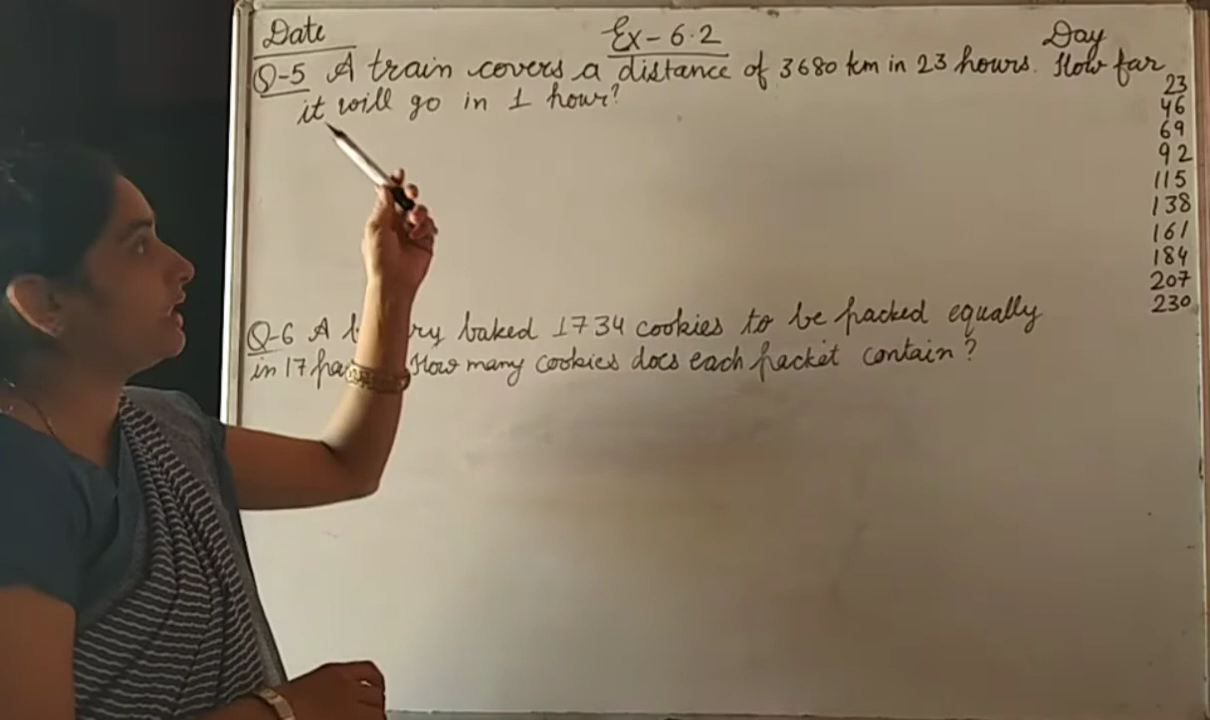 Date Ex-6.2 Day
Q-5 A train covers a distance of 3680 km in 23 hours. How far
it will go in 1 hour?
23
46
69
92
115
138
161
184
207
230
Q-6 A baked 1734 cookies to be packed equally
in 17 How many cookies does each packet contain?